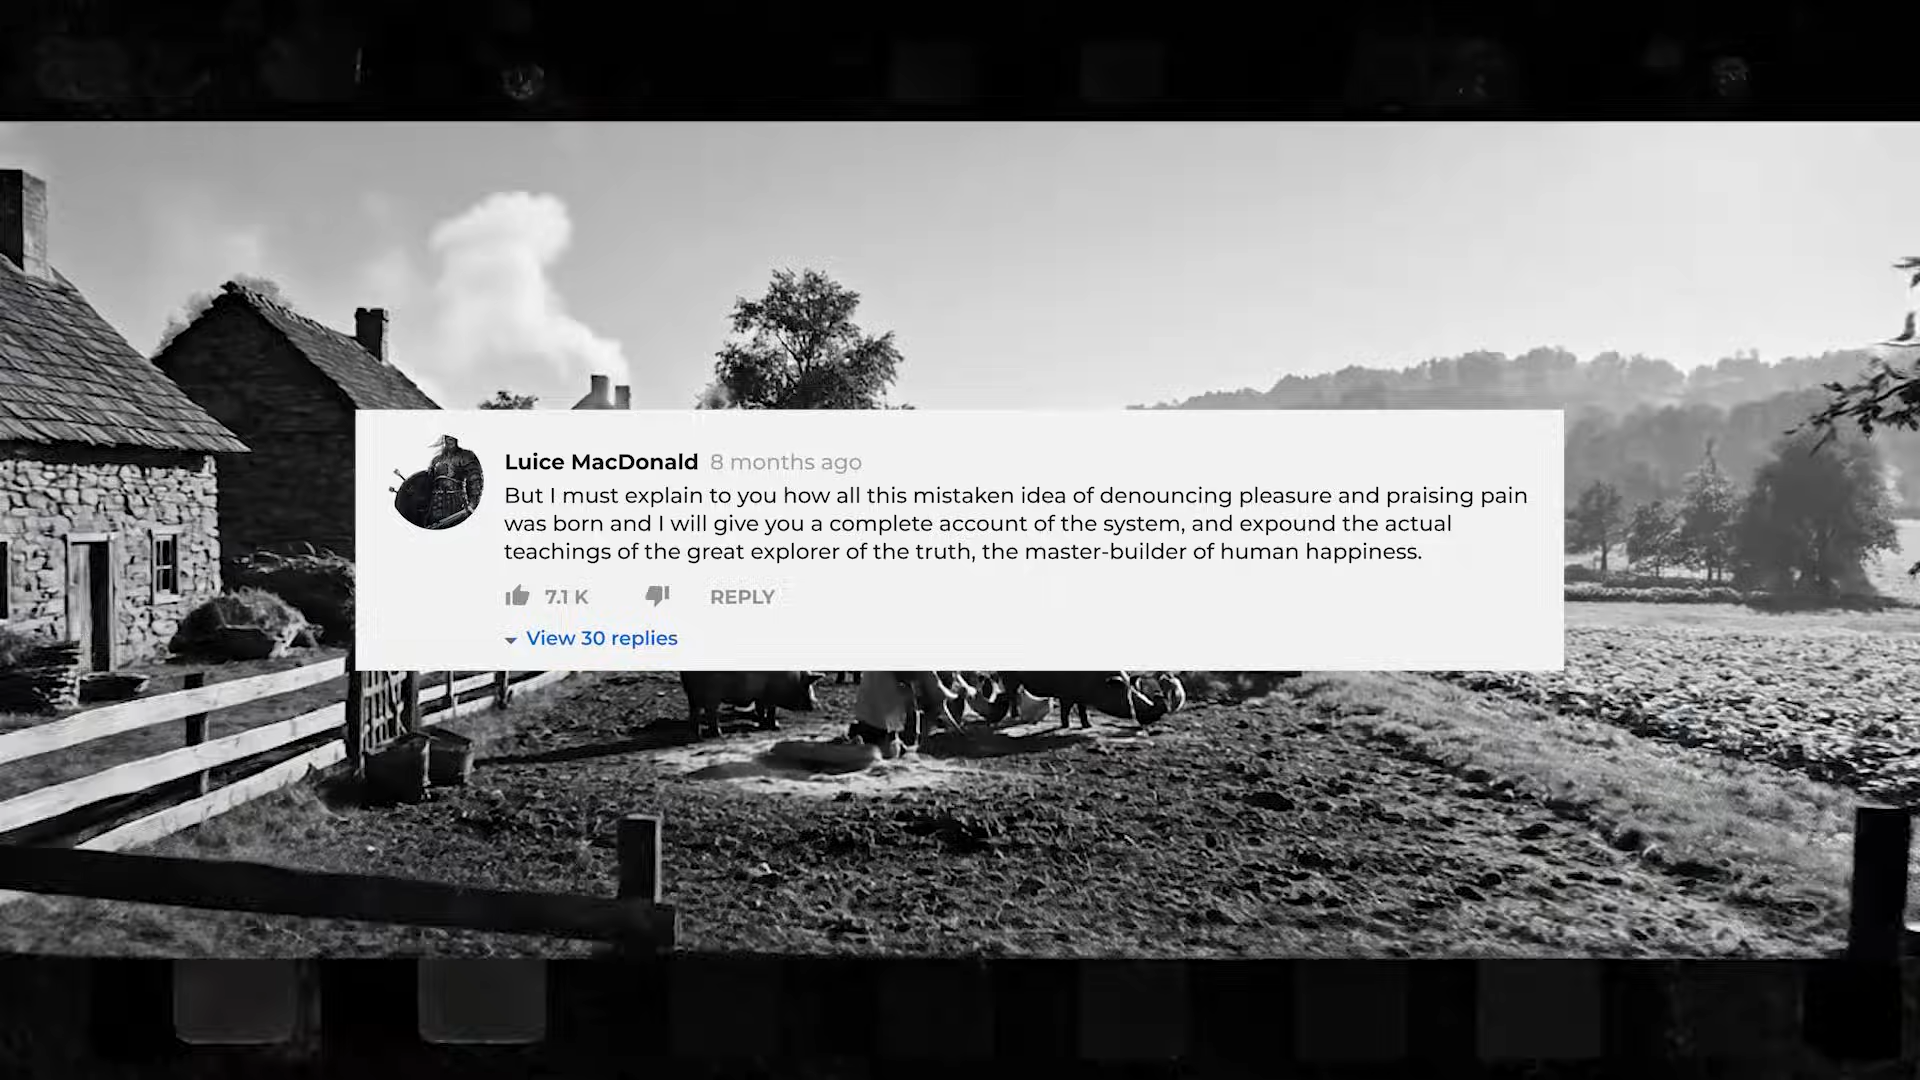 Luice MacDonald 8 months ago
But I must explain to you how all this mistaken idea of denouncing pleasure and praising pain
was born and I will give you a complete account of the system, and expound the actual
teachings of the great explorer of the truth, the master-builder of human happiness.
7.1 K REPLY
View 30 replies